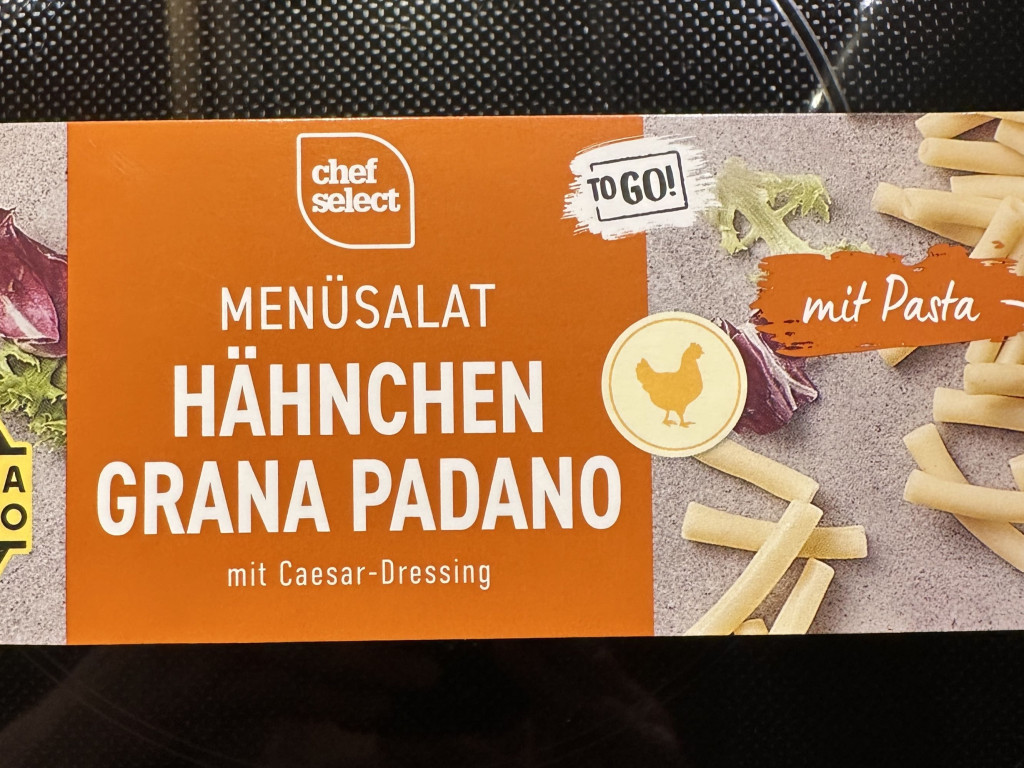 chef
select
TO GO!
MENÜSALAT
mit Pasta
HÄHNCHEN
GRANA PADANO
mit Caesar-Dressing
A
O